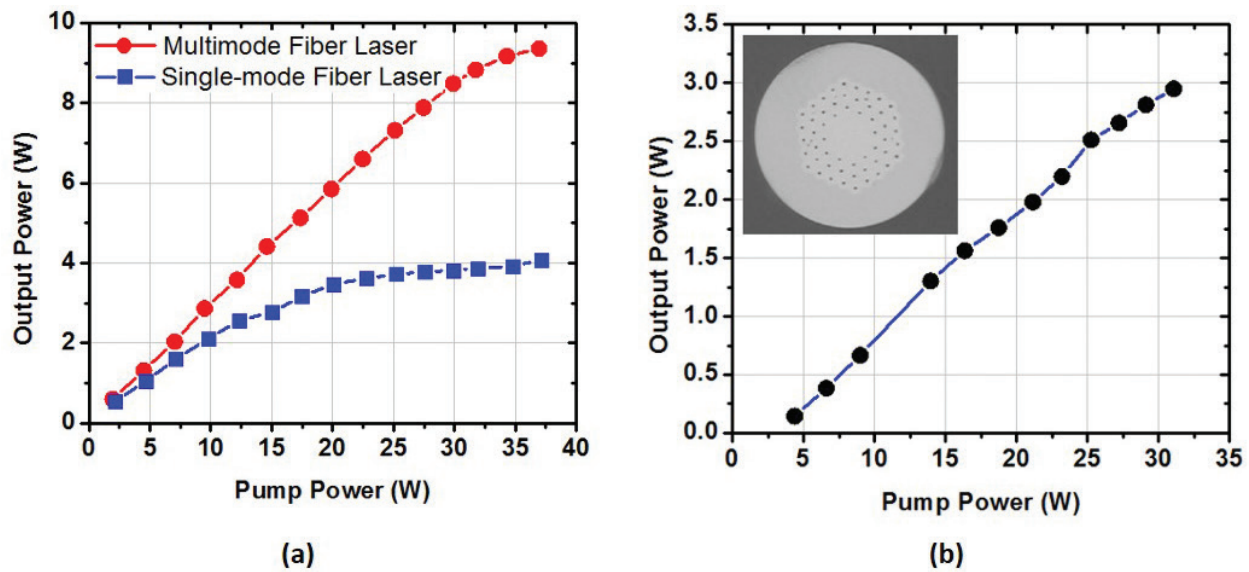 Multimode Fiber Laser
Single-mode Fiber Laser
Output Power (W)
10
8
6
4
2
0
0 5 10 15 20 25 30 35 40
Pump Power (W)
(a)
Output Power (W)
3.5
3.0
2.5
2.0
1.5
1.0
0.5
0.0
0 5 10 15 20 25 30 35
Pump Power (W)
(b)